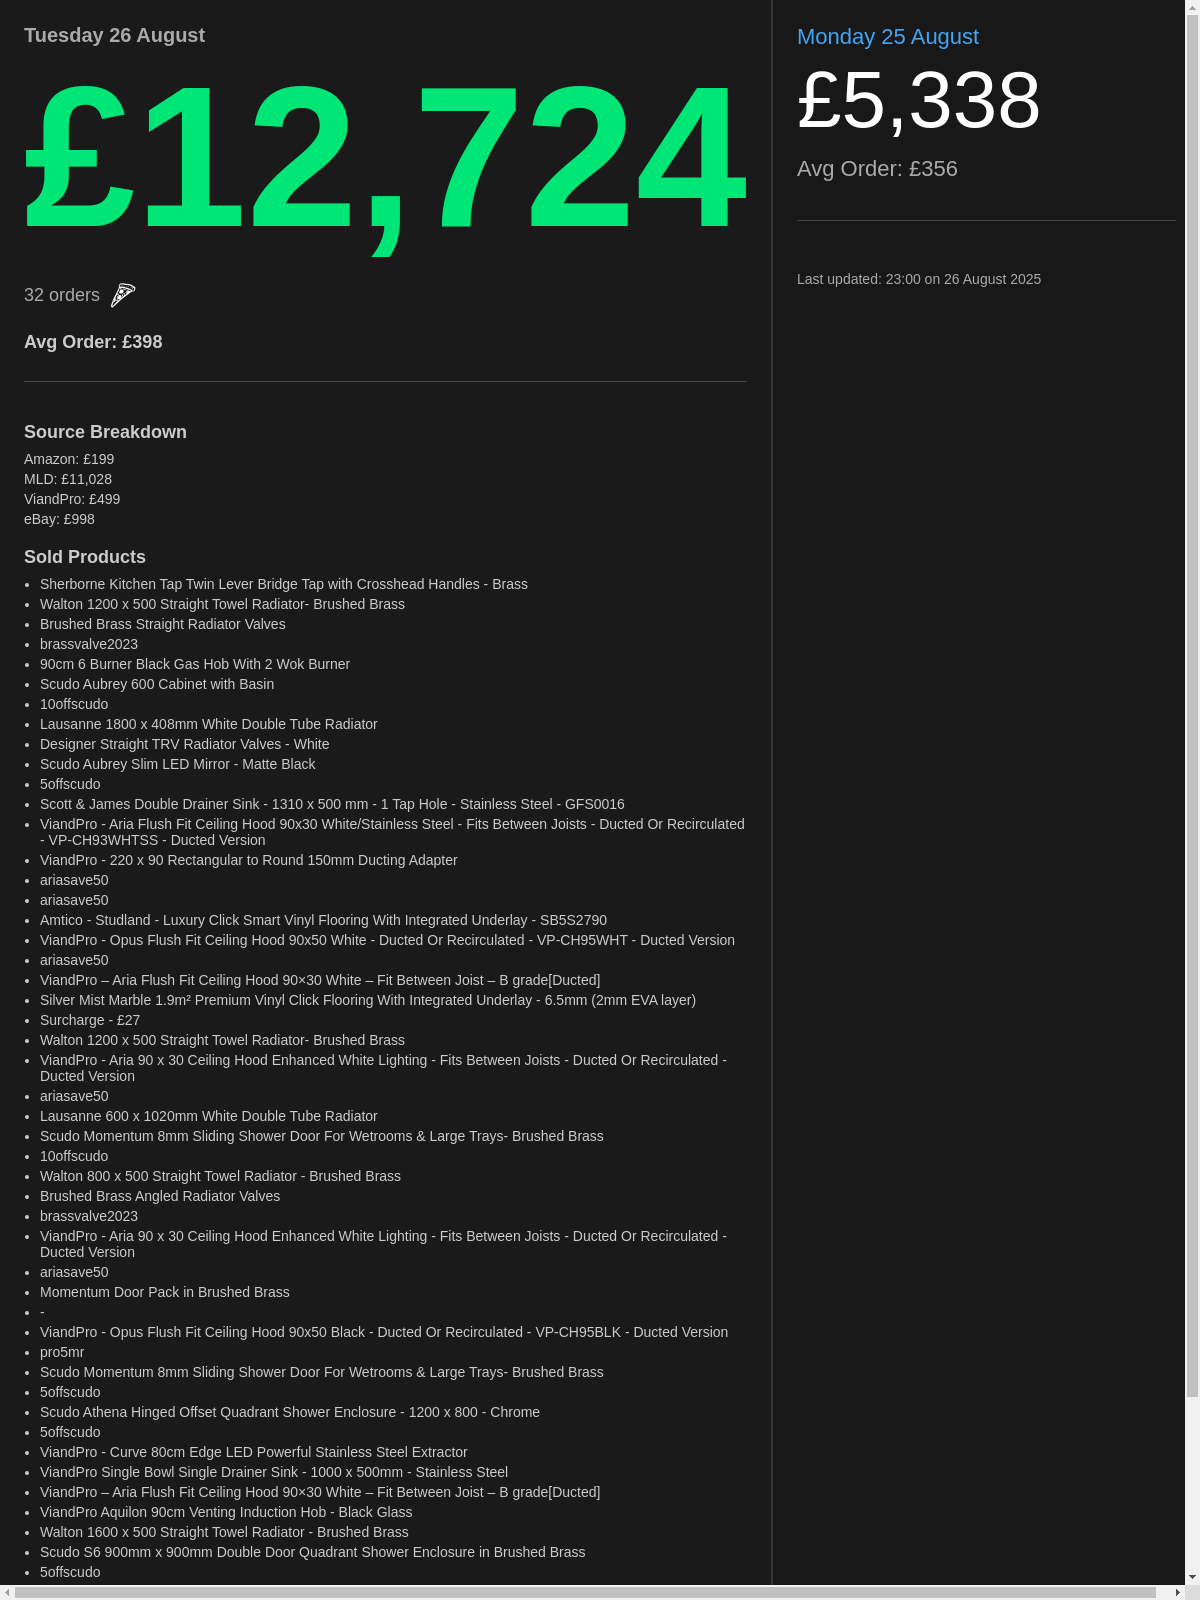 Tuesday 26 August
£12,724
32 orders
Avg Order: £398
Source Breakdown
Amazon: £199
MLD: £11,028
ViandPro: £499
eBay: £998
Sold Products
Sherborne Kitchen Tap Twin Lever Bridge Tap with Crosshead Handles - Brass
Walton 1200 x 500 Straight Towel Radiator- Brushed Brass
Brushed Brass Straight Radiator Valves
brassvalve2023
90cm 6 Burner Black Gas Hob With 2 Wok Burner
Scudo Aubrey 600 Cabinet with Basin
10offscudo
Lausanne 1800 x 408mm White Double Tube Radiator
Designer Straight TRV Radiator Valves - White
Scudo Aubrey Slim LED Mirror - Matte Black
5offscudo
Scott & James Double Drainer Sink - 1310 x 500 mm - 1 Tap Hole - Stainless Steel - GFS0016
ViandPro - Aria Flush Fit Ceiling Hood 90x30 White/Stainless Steel - Fits Between Joists - Ducted Or Recirculated
- VP-CH93WHTSS - Ducted Version
ViandPro - 220 x 90 Rectangular to Round 150mm Ducting Adapter
ariasave50
ariasave50
Amtico - Studland - Luxury Click Smart Vinyl Flooring With Integrated Underlay - SB5S2790
ViandPro - Opus Flush Fit Ceiling Hood 90x50 White - Ducted Or Recirculated - VP-CH95WHT - Ducted Version
ariasave50
ViandPro – Aria Flush Fit Ceiling Hood 90×30 White – Fit Between Joist – B grade[Ducted]
Silver Mist Marble 1.9m² Premium Vinyl Click Flooring With Integrated Underlay - 6.5mm (2mm EVA layer)
Surcharge - £27
Walton 1200 x 500 Straight Towel Radiator- Brushed Brass
ViandPro - Aria 90 x 30 Ceiling Hood Enhanced White Lighting - Fits Between Joists - Ducted Or Recirculated -
Ducted Version
ariasave50
Lausanne 600 x 1020mm White Double Tube Radiator
Scudo Momentum 8mm Sliding Shower Door For Wetrooms & Large Trays- Brushed Brass
10offscudo
Walton 800 x 500 Straight Towel Radiator - Brushed Brass
Brushed Brass Angled Radiator Valves
brassvalve2023
ViandPro - Aria 90 x 30 Ceiling Hood Enhanced White Lighting - Fits Between Joists - Ducted Or Recirculated -
Ducted Version
ariasave50
Momentum Door Pack in Brushed Brass
-
ViandPro - Opus Flush Fit Ceiling Hood 90x50 Black - Ducted Or Recirculated - VP-CH95BLK - Ducted Version
pro5mr
Scudo Momentum 8mm Sliding Shower Door For Wetrooms & Large Trays- Brushed Brass
5offscudo
Scudo Athena Hinged Offset Quadrant Shower Enclosure - 1200 x 800 - Chrome
5offscudo
ViandPro - Curve 80cm Edge LED Powerful Stainless Steel Extractor
ViandPro Single Bowl Single Drainer Sink - 1000 x 500mm - Stainless Steel
ViandPro – Aria Flush Fit Ceiling Hood 90×30 White – Fit Between Joist – B grade[Ducted]
ViandPro Aquilon 90cm Venting Induction Hob - Black Glass
Walton 1600 x 500 Straight Towel Radiator - Brushed Brass
Scudo S6 900mm x 900mm Double Door Quadrant Shower Enclosure in Brushed Brass
5offscudo
Monday 25 August
£5,338
Avg Order: £356
Last updated: 23:00 on 26 August 2025